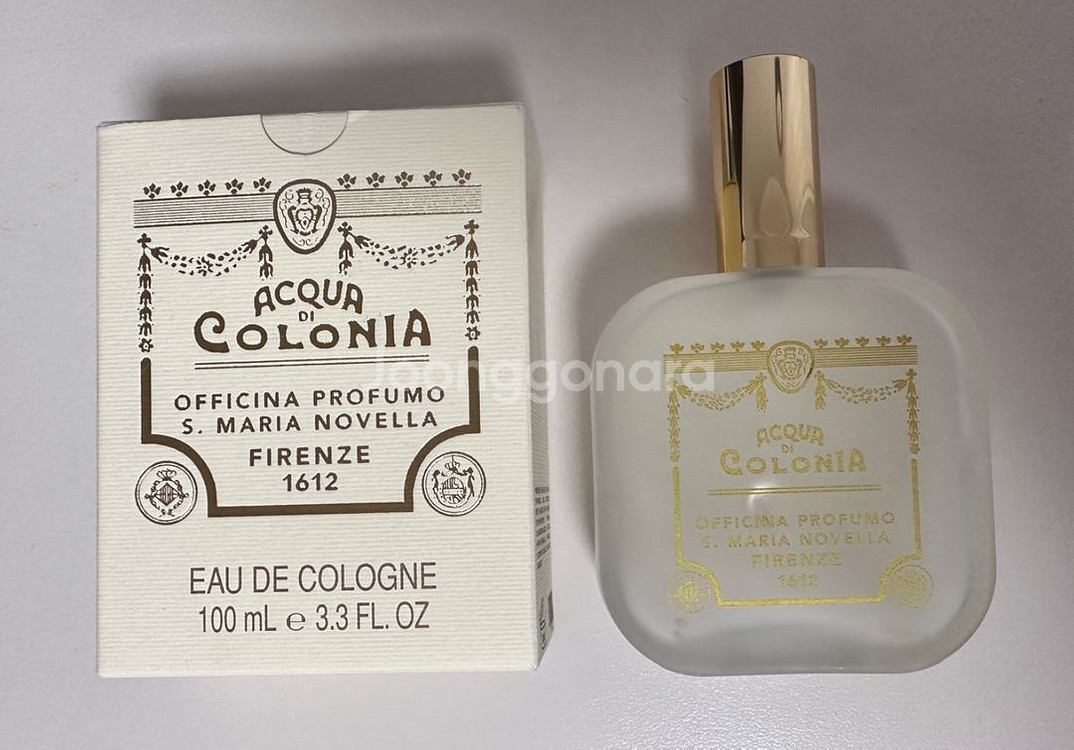 ACQUA
DI
COLONIA
OFFICINA PROFUMO
S. MARIA NOVELLA
FIRENZE
1612
EAU DE COLOGNE
100 mL e 3.3 FL. OZ
ACQUA
DI
COLONIA
OFFICINA PROFUMO
S. MARIA NOVELLA
FIRENZE
1612
joonggonara